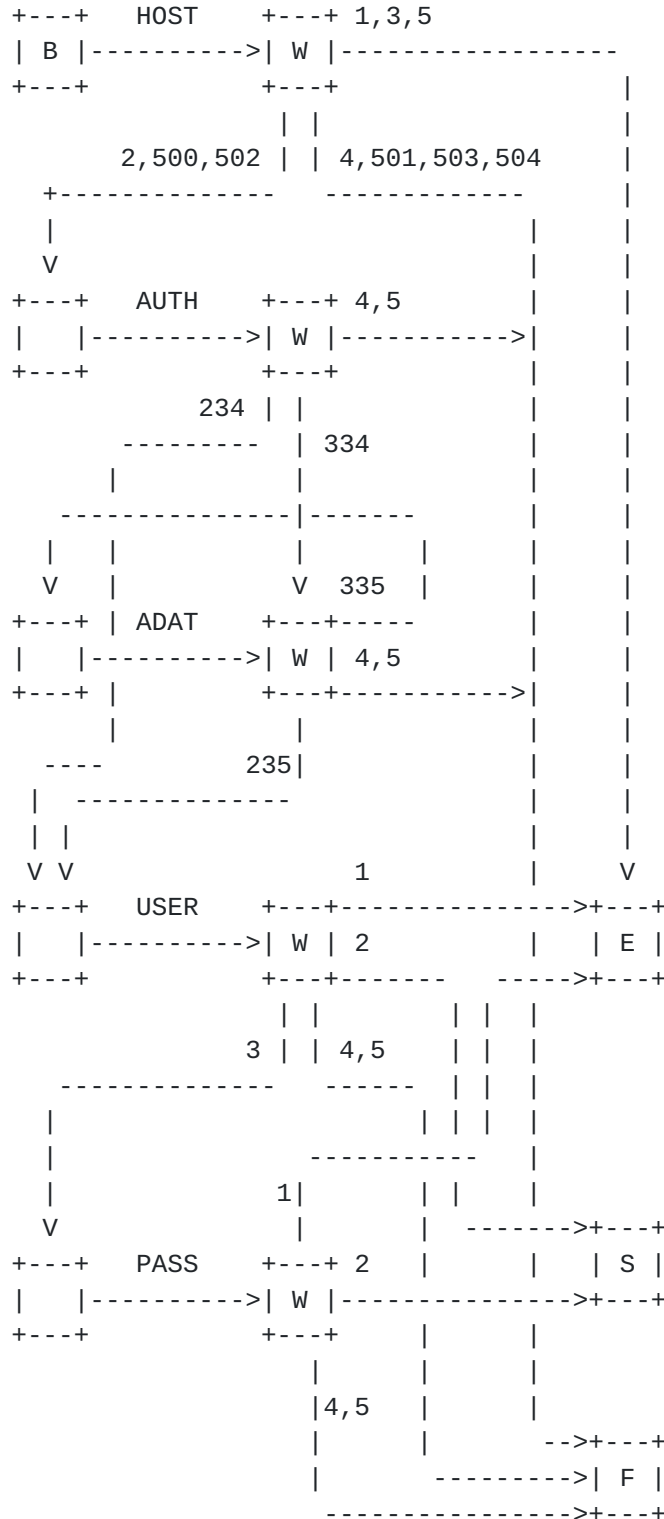 +---+   HOST    +---+ 1,3,5
| B |---------->| W |------------------
+---+           +---+                  |
                 | |                   |
       2,500,502 | | 4,501,503,504     |
  +--------------   -------------      |
  |                              |     |
  V                              |     |
+---+   AUTH    +---+ 4,5        |     |
|   |---------->| W |----------->|     |
+---+           +---+            |     |
            234 | |              |     |
       ---------  | 334          |     |
      |           |              |     |
   ---------------|-------       |     |
  |   |           |       |      |     |
  V   |           V  335  |      |     |
+---+ | ADAT    +---+-----       |     |
|   |---------->| W | 4,5        |     |
+---+ |         +---+----------->|     |
      |           |              |     |
  ----         235|              |     |
 |  --------------               |     |
 | |                             |     |
 V V                  1          |     V
+---+   USER    +---+--------------->+---+
|   |---------->| W | 2          |   | E |
+---+           +---+-------   ----->+---+
                 | |        | |  |
               3 | | 4,5    | |  |
   --------------   ------  | |  |
  |                       | | |  |
  |                -----------   |
  |              1|       | |    |
  V               |       |  ------->+---+
+---+   PASS    +---+ 2   |      |   | S |
|   |---------->| W |--------------->+---+
+---+           +---+     |      |
                   |      |      |
                   |4,5   |      |
                   |      |       -->+---+
                   |       --------->| F |
                    ---------------->+---+